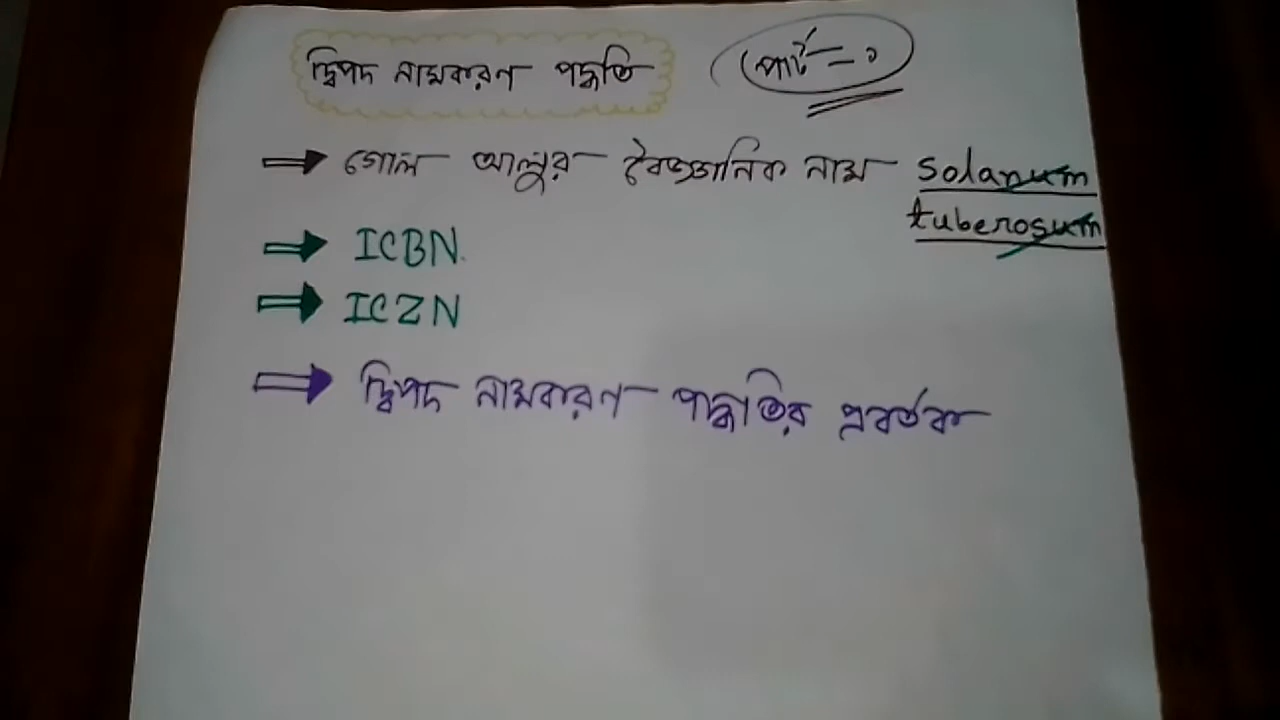 দ্বিপদ নামকরণ পদ্ধতি (পার্ট - ১
⇒ গোল আলুর বৈজ্ঞানিক নাম Solanum
tuberosum
⇒ ICBN.
⇒ ICZN
⇒ দ্বিপদ নামকরণ পদ্ধতির প্রবর্তক